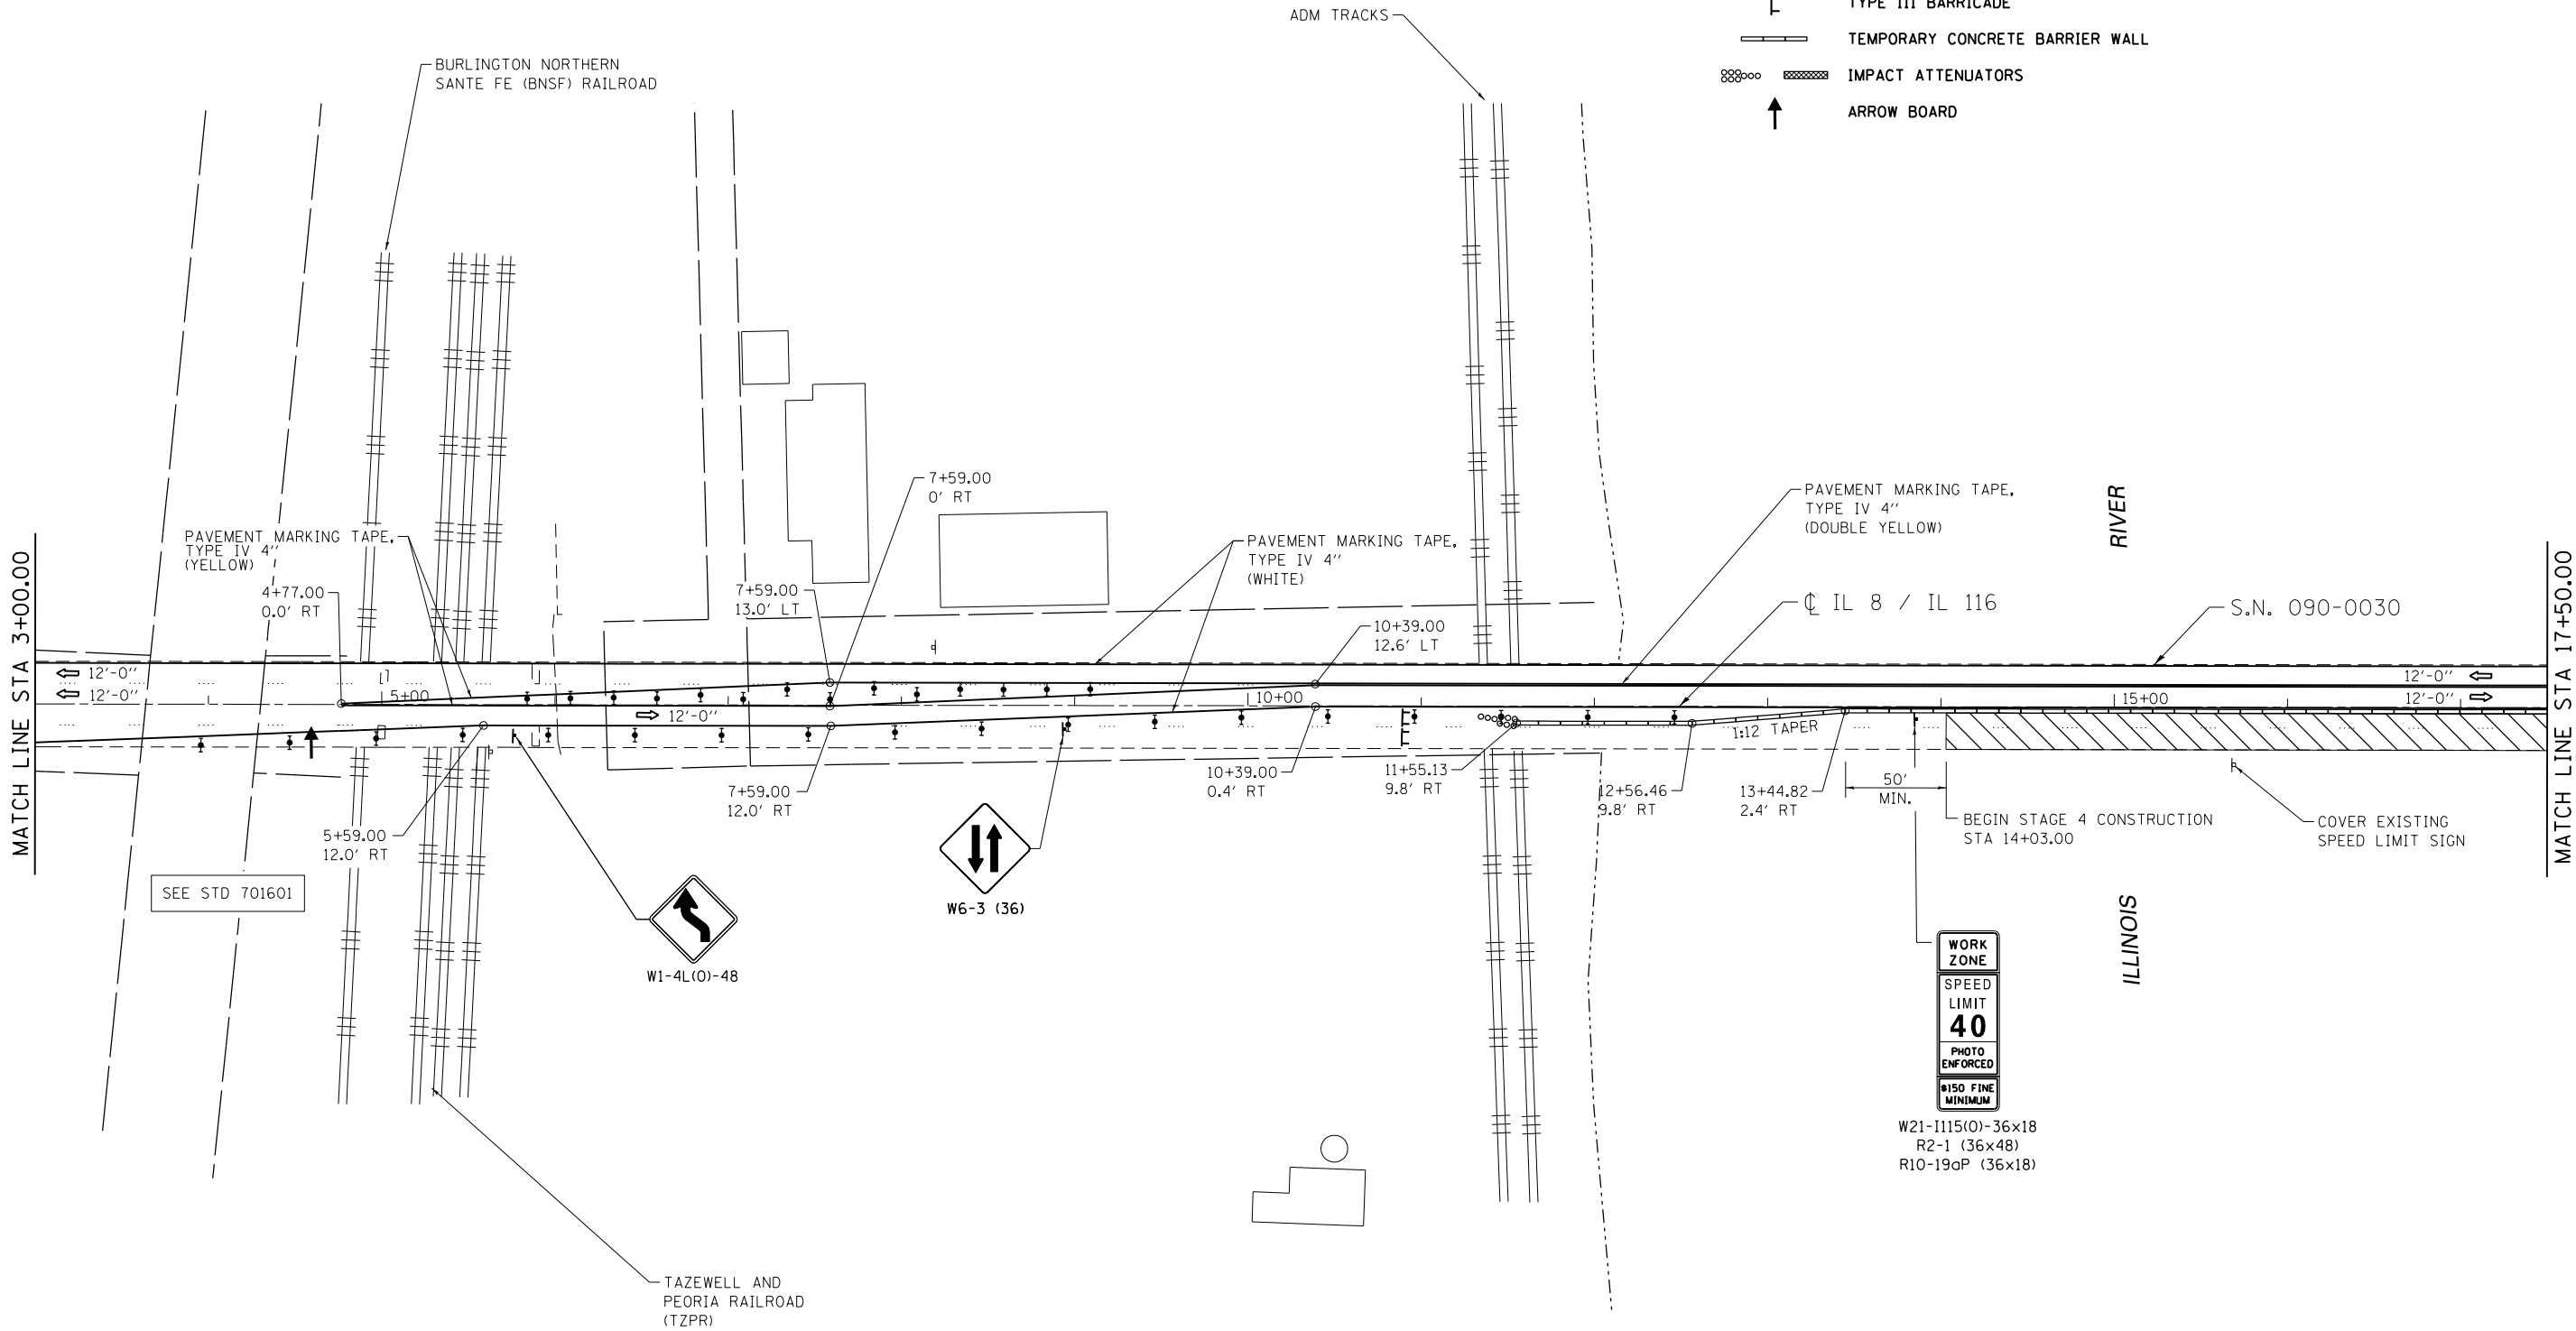 TYPE III BARRICADE
TEMPORARY CONCRETE BARRIER WALL
IMPACT ATTENUATORS
ARROW BOARD
ADM TRACKS
BURLINGTON NORTHERN
SANTE FE (BNSF) RAILROAD
7+59.00
0' RT
PAVEMENT MARKING TAPE,
TYPE IV 4''
(DOUBLE YELLOW)
RIVER
PAVEMENT MARKING TAPE,
TYPE IV 4''
(YELLOW)
PAVEMENT MARKING TAPE,
TYPE IV 4''
(WHITE)
4+77.00
0.0' RT
7+59.00
13.0' LT
10+39.00
12.6' LT
℄ IL 8 / IL 116
S.N. 090-0030
MATCH LINE STA 3+00.00
MATCH LINE STA 17+50.00
12'-0''
12'-0''
5+00
12'-0''
10+00
15+00
12'-0''
12'-0''
1:12 TAPER
5+59.00
12.0' RT
7+59.00
12.0' RT
10+39.00
0.4' RT
11+55.13
9.8' RT
12+56.46
9.8' RT
13+44.82
2.4' RT
50'
MIN.
BEGIN STAGE 4 CONSTRUCTION
STA 14+03.00
COVER EXISTING
SPEED LIMIT SIGN
SEE STD 701601
W1-4L(O)-48
W6-3 (36)
ILLINOIS
WORK
ZONE
SPEED
LIMIT
40
PHOTO
ENFORCED
$150 FINE
MINIMUM
W21-I115(O)-36x18
R2-1 (36x48)
R10-19aP (36x18)
TAZEWELL AND
PEORIA RAILROAD
(TZPR)